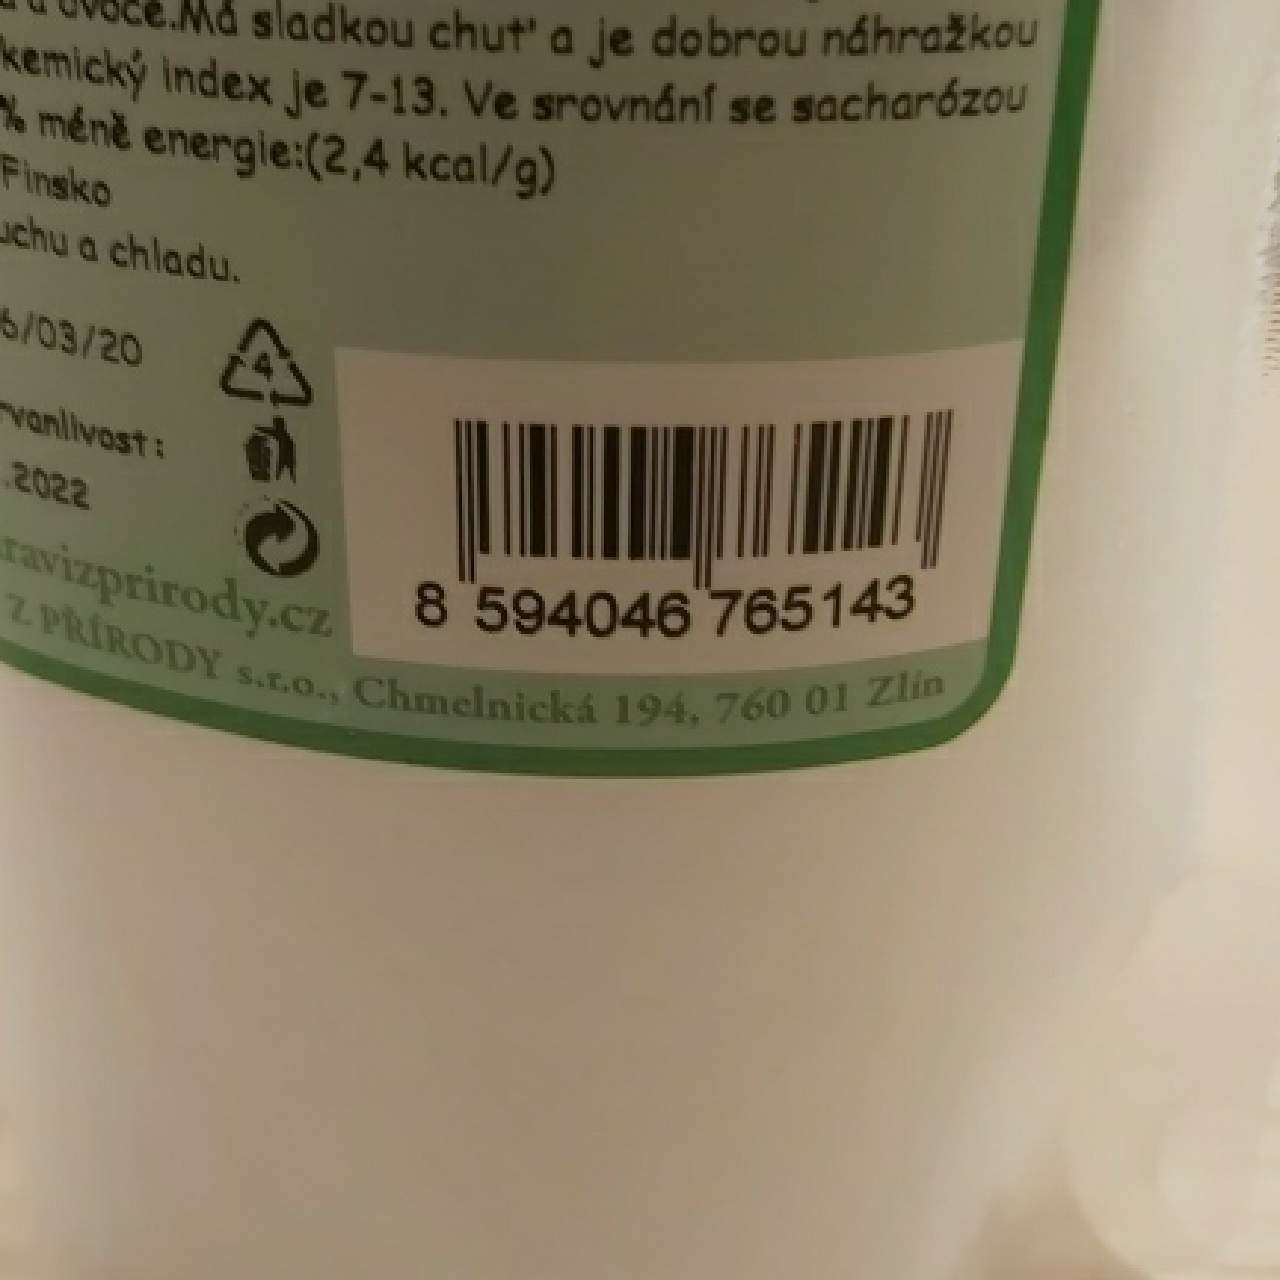 ovoce.Má sladkou chuť a je dobrou náhražkou
kemický index je 7-13. Ve srovnání se sacharózou
% méně energie:(2,4 kcal/g)
Finsko
uchu a chladu.
6/03/20
4
rvanlivost:
.2022
ravizprirody.cz
8 594046 765143
Z PŘÍRODY s.r.o., Chmelnická 194, 760 01 Zlín